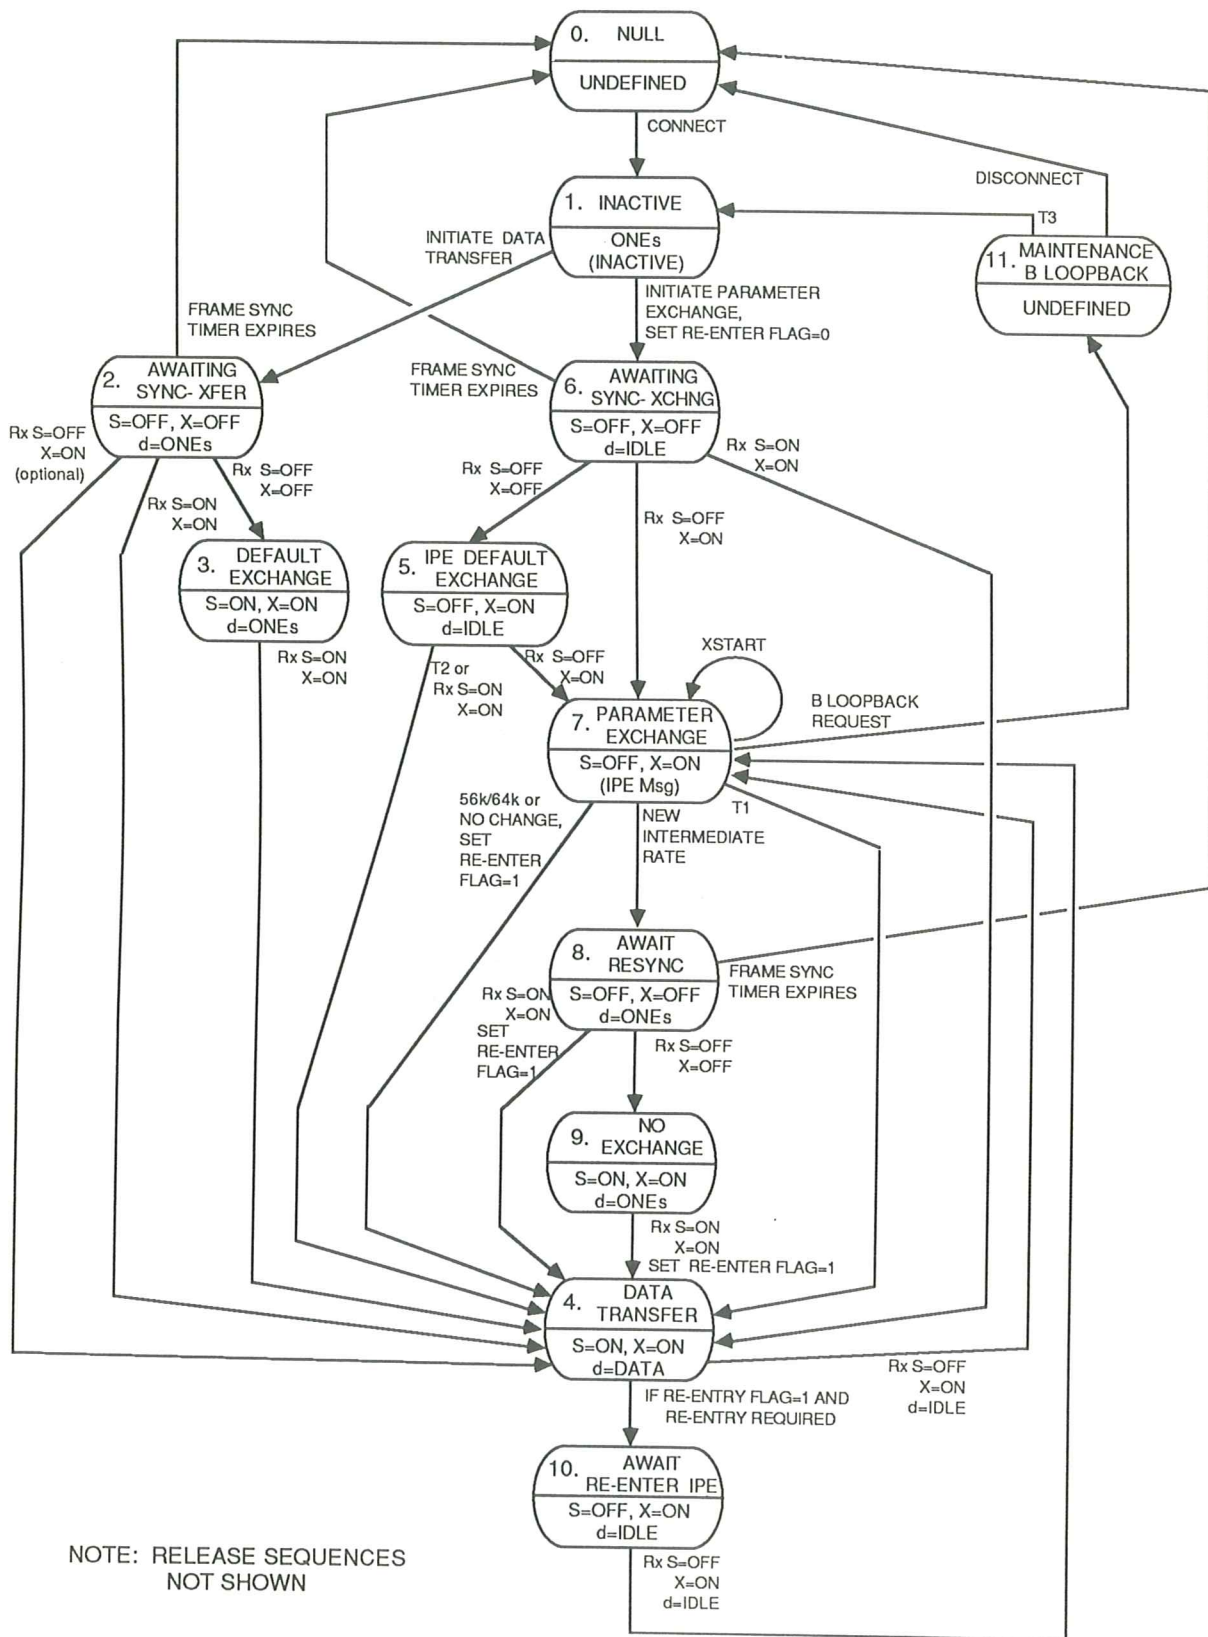 0. NULL
UNDEFINED
CONNECT
DISCONNECT
1. INACTIVE
ONEs
(INACTIVE)
T3
11. MAINTENANCE
B LOOPBACK
UNDEFINED
INITIATE DATA
TRANSFER
INITIATE PARAMETER
EXCHANGE,
SET RE-ENTER FLAG=0
FRAME SYNC
TIMER EXPIRES
FRAME SYNC
TIMER EXPIRES
2. AWAITING
SYNC- XFER
S=OFF, X=OFF
d=ONEs
6. AWAITING
SYNC- XCHNG
S=OFF, X=OFF
d=IDLE
Rx S=OFF
X=ON
(optional)
Rx S=ON
X=ON
Rx S=OFF
X=OFF
Rx S=OFF
X=OFF
Rx S=OFF
X=ON
Rx S=ON
X=ON
3. DEFAULT
EXCHANGE
S=ON, X=ON
d=ONEs
5. IPE DEFAULT
EXCHANGE
S=OFF, X=ON
d=IDLE
Rx S=ON
X=ON
T2 or
Rx S=ON
X=ON
Rx S=OFF
X=ON
XSTART
7. PARAMETER
EXCHANGE
S=OFF, X=ON
(IPE Msg)
B LOOPBACK
REQUEST
56k/64k or
NO CHANGE,
SET
RE-ENTER
FLAG=1
NEW
INTERMEDIATE
RATE
T1
8. AWAIT
RESYNC
S=OFF, X=OFF
d=ONEs
FRAME SYNC
TIMER EXPIRES
Rx S=ON
X=ON
SET
RE-ENTER
FLAG=1
Rx S=OFF
X=OFF
9. NO
EXCHANGE
S=ON, X=ON
d=ONEs
Rx S=ON
X=ON
SET RE-ENTER FLAG=1
4. DATA
TRANSFER
S=ON, X=ON
d=DATA
Rx S=OFF
X=ON
d=IDLE
IF RE-ENTRY FLAG=1 AND
RE-ENTRY REQUIRED
10. AWAIT
RE-ENTER IPE
S=OFF, X=ON
d=IDLE
Rx S=OFF
X=ON
d=IDLE
NOTE: RELEASE SEQUENCES
NOT SHOWN